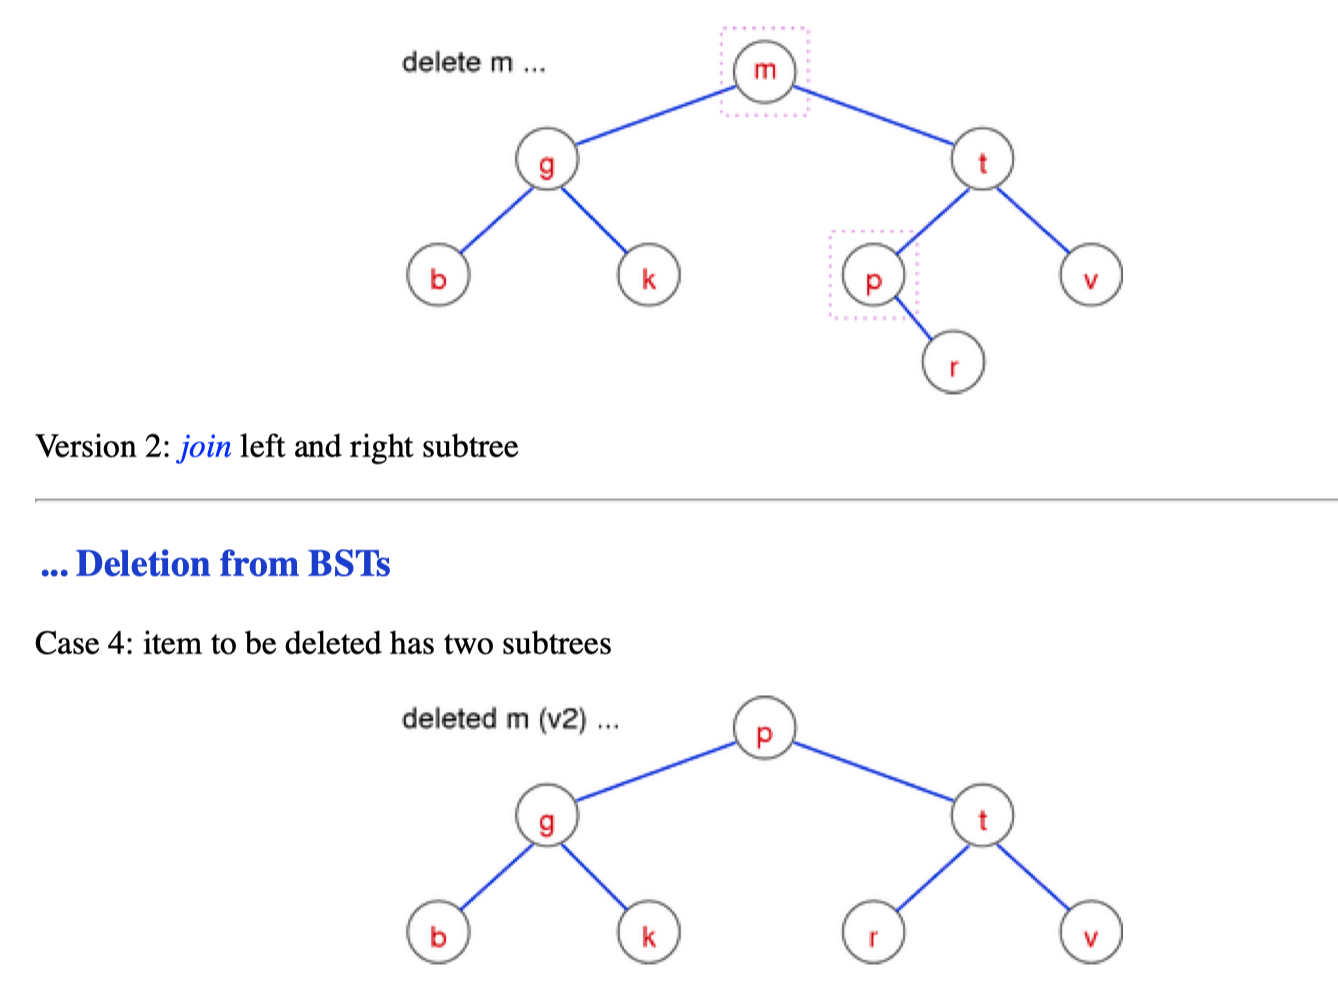 delete m ...
m
g
t
b
k
p
v
r
Version 2: join left and right subtree
... Deletion from BSTs
Case 4: item to be deleted has two subtrees
deleted m (v2) ...
p
g
t
b
k
r
v